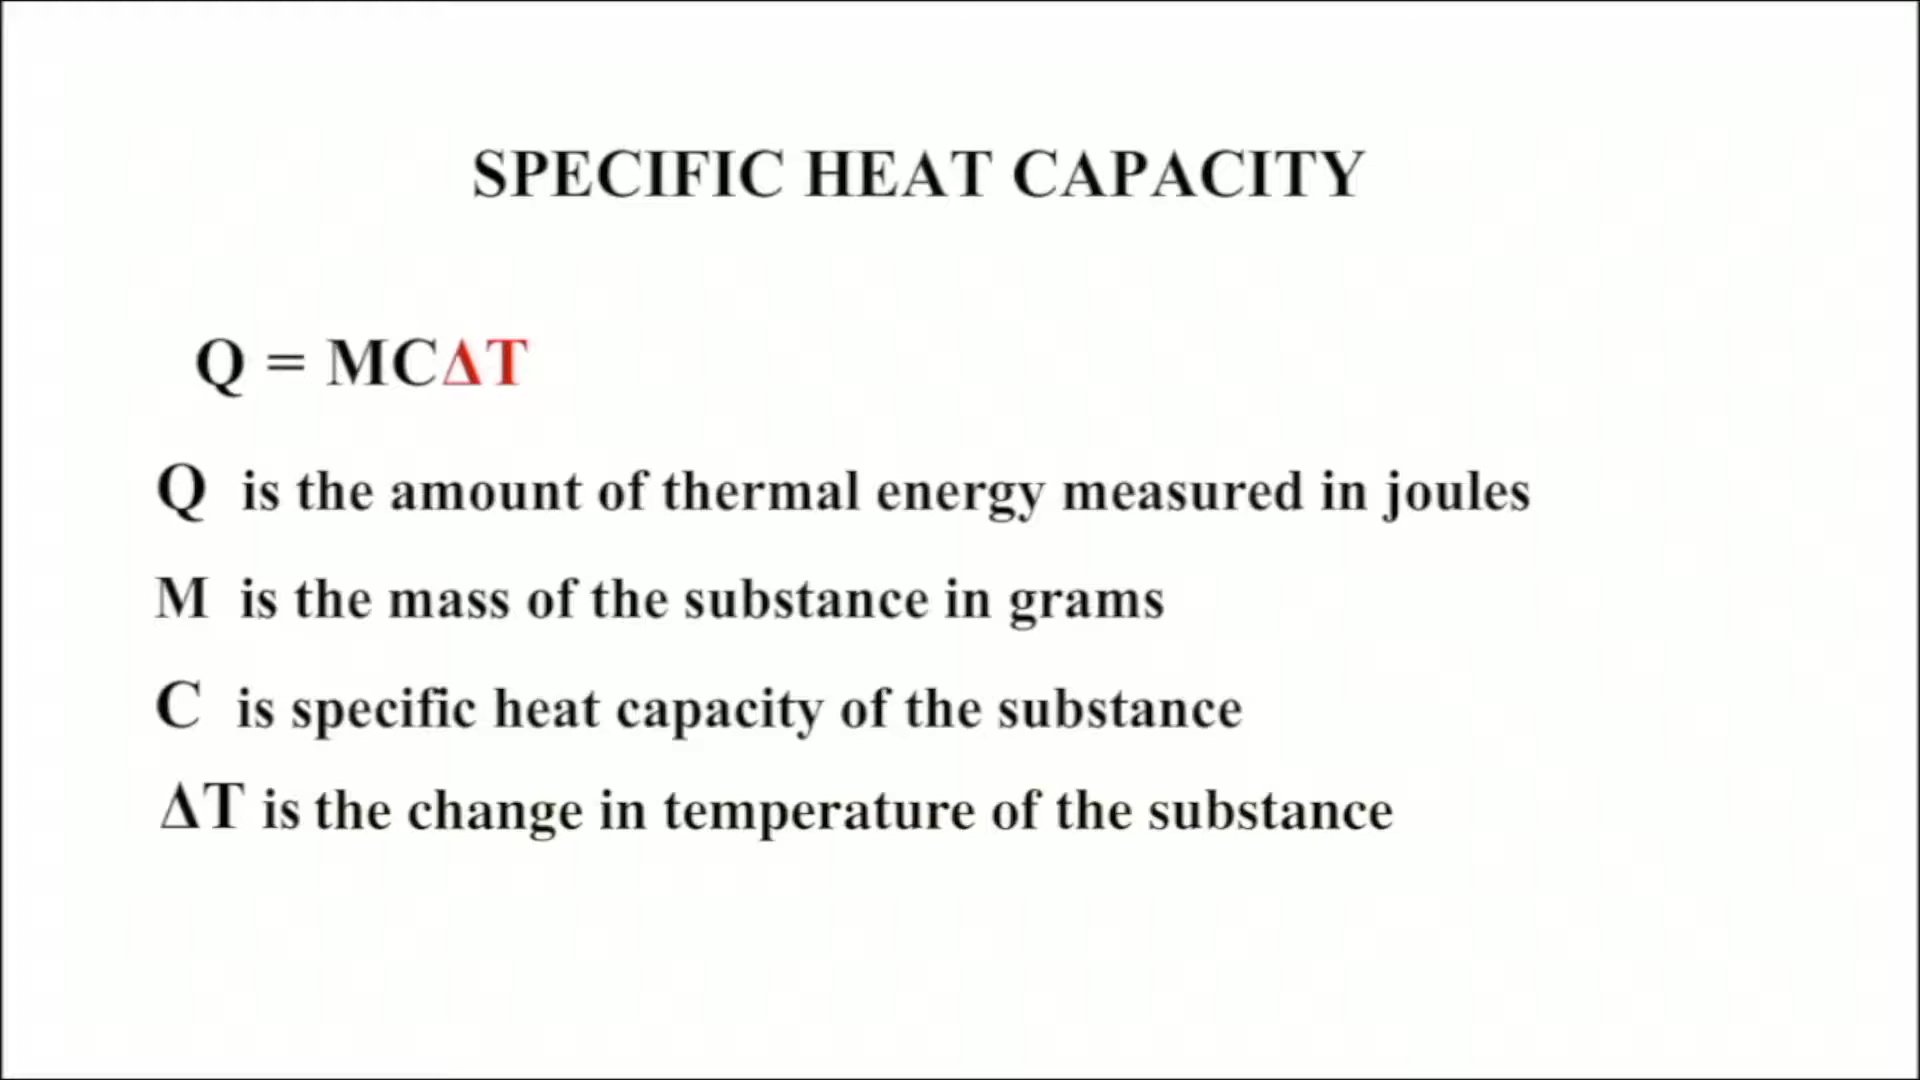 SPECIFIC HEAT CAPACITY
Q = MCΔT
Q is the amount of thermal energy measured in joules
M is the mass of the substance in grams
C is specific heat capacity of the substance
ΔT is the change in temperature of the substance